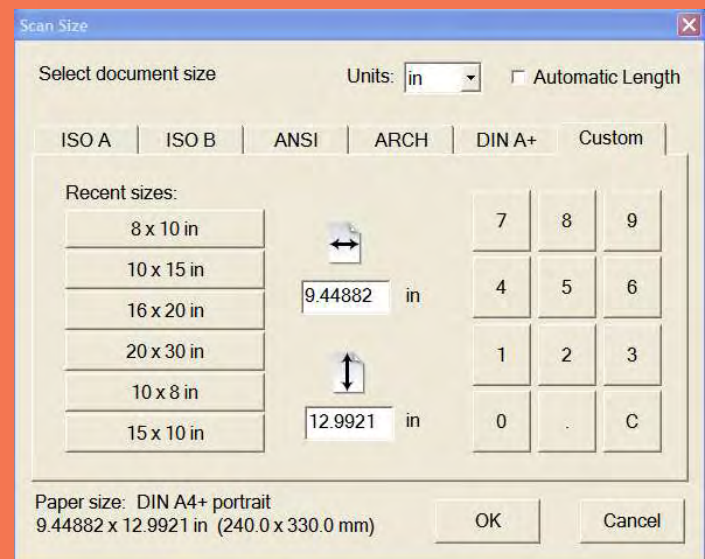 Scan Size
Select document size
Units: in
Automatic Length
ISO A
ISO B
ANSI
ARCH
DIN A+
Custom
Recent sizes:
8 x 10 in
10 x 15 in
16 x 20 in
20 x 30 in
10 x 8 in
15 x 10 in
9.44882 in
12.9921 in
7 8 9
4 5 6
1 2 3
0 . C
Paper size: DIN A4+ portrait
9.44882 x 12.9921 in (240.0 x 330.0 mm)
OK
Cancel